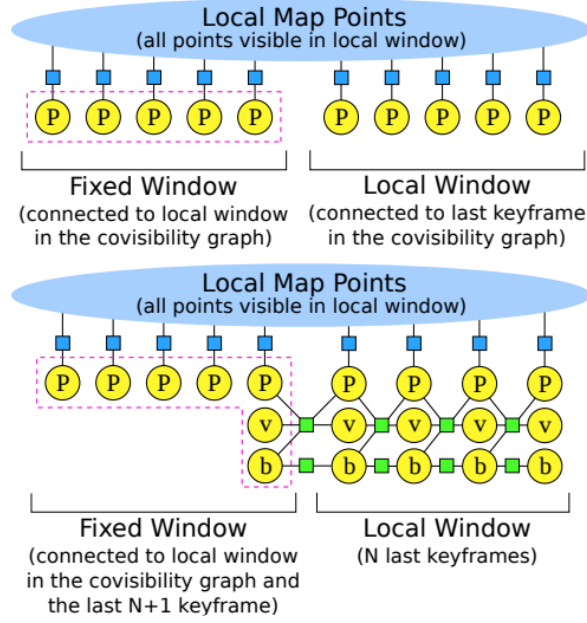 Local Map Points
(all points visible in local window)
P P P P P P P P P P
Fixed Window
(connected to local window
in the covisibility graph)
Local Window
(connected to last keyframe
in the covisibility graph)
Local Map Points
(all points visible in local window)
P P P P P P P P P
v v v v v
b b b b b
Fixed Window
(connected to local window
in the covisibility graph and
the last N+1 keyframe)
Local Window
(N last keyframes)